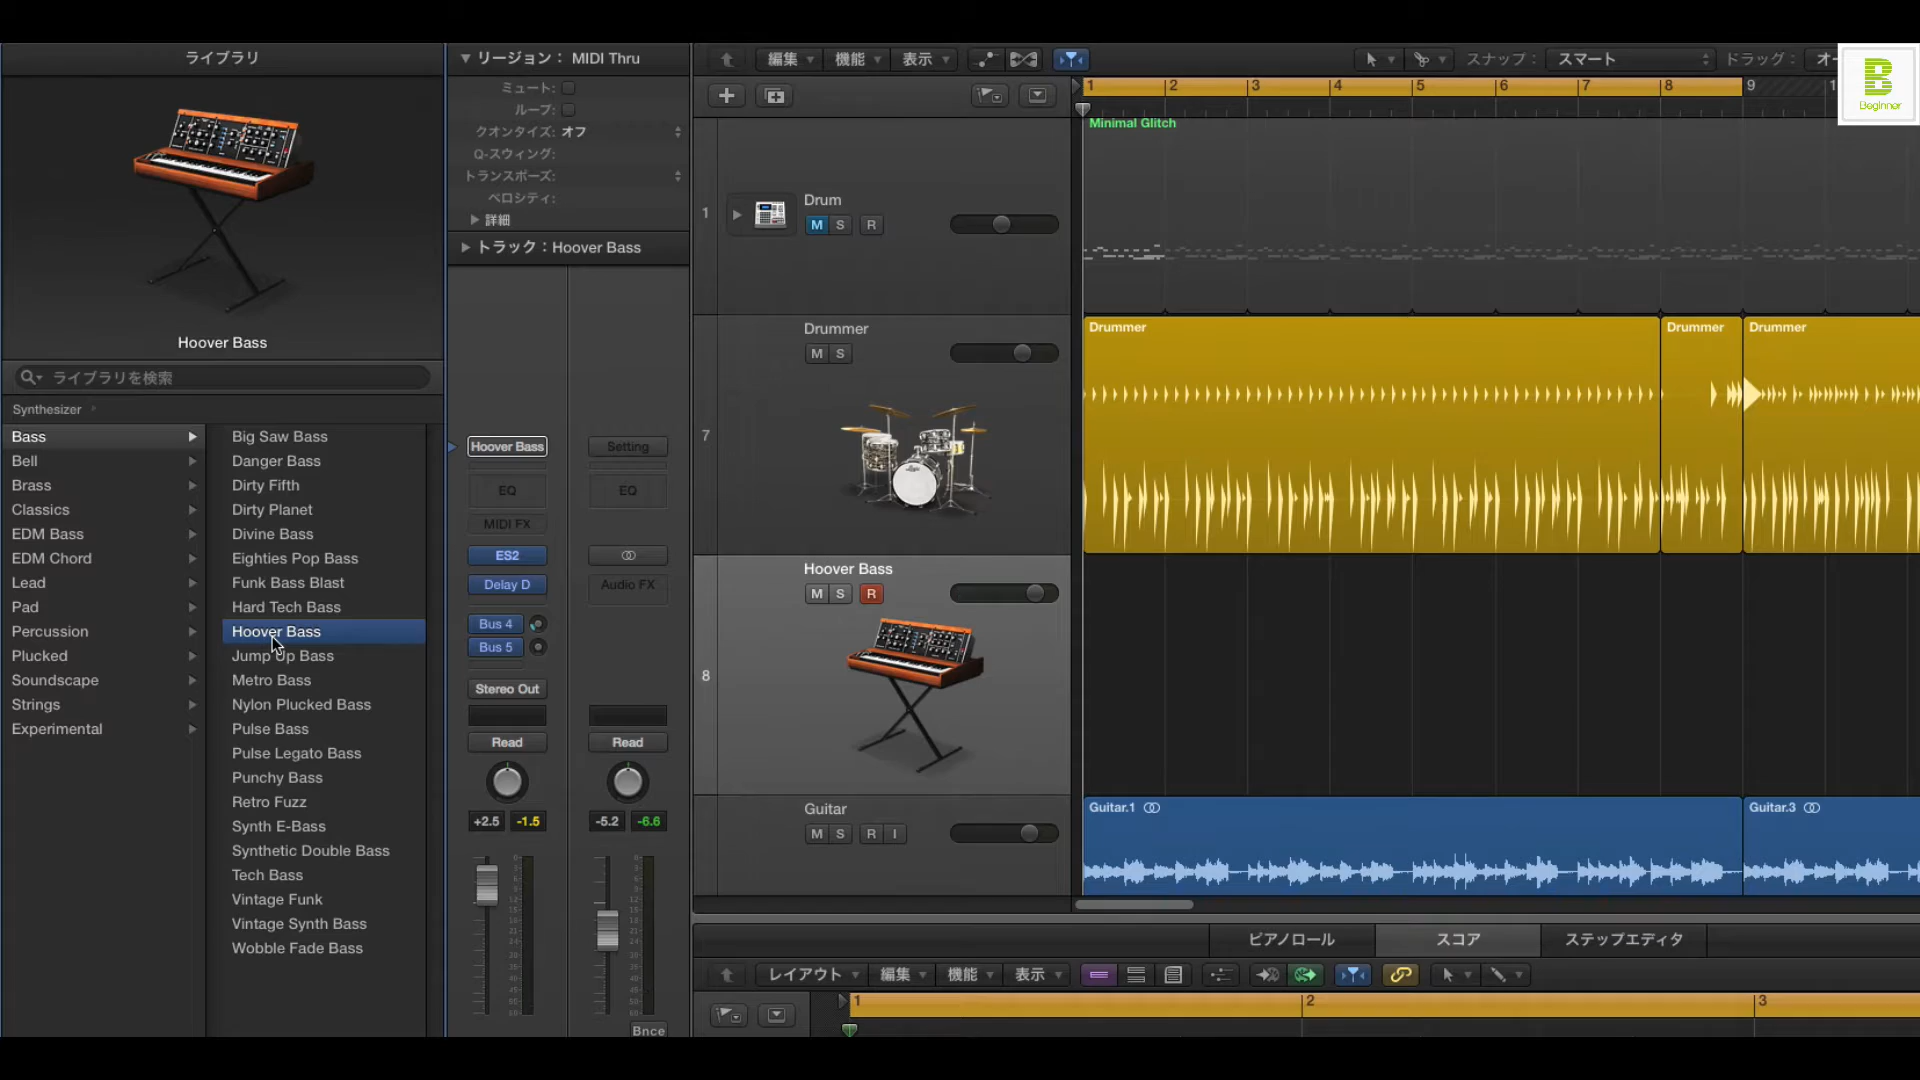 ライブラリ
Hoover Bass
ライブラリを検索
Synthesizer
Bass
Bell
Brass
Classics
EDM Bass
EDM Chord
Lead
Pad
Percussion
Plucked
Soundscape
Strings
Experimental
Big Saw Bass
Danger Bass
Dirty Fifth
Dirty Planet
Divine Bass
Eighties Pop Bass
Funk Bass Blast
Hard Tech Bass
Hoover Bass
Jump Up Bass
Metro Bass
Nylon Plucked Bass
Pulse Bass
Pulse Legato Bass
Punchy Bass
Retro Fuzz
Synth E-Bass
Synthetic Double Bass
Tech Bass
Vintage Funk
Vintage Synth Bass
Wobble Fade Bass
リージョン： MIDI Thru
ミュート:
ループ:
クオンタイズ: オフ
Q-スウィング:
トランスポーズ:
ベロシティ:
詳細
トラック：Hoover Bass
Hoover Bass
EQ
MIDI FX
ES2
Delay D
Bus 4
Bus 5
Stereo Out
Read
+2.5 -1.5
Setting
EQ
Audio FX
Read
-5.2 -6.6
Bnce
編集 機能 表示
スナップ： スマート ドラッグ：
B
Beginner
1 2 3 4 5 6 7 8 9
1
Drum
M S R
Minimal Glitch
7
Drummer
M S
Drummer Drummer Drummer
8
Hoover Bass
M S R
Guitar
M S R I
Guitar.1 Guitar.3
ピアノロール スコア ステップエディタ
レイアウト 編集 機能 表示
1 2 3